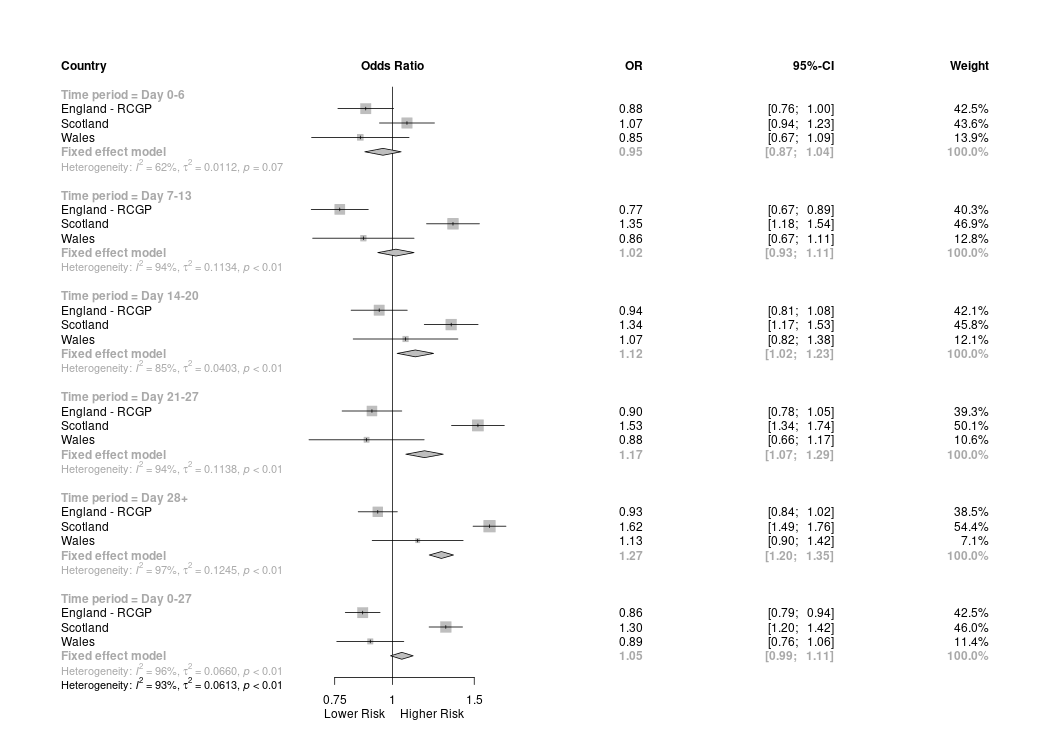 Country Odds Ratio OR 95%-CI Weight
Time period = Day 0-6
England - RCGP 0.88 [0.76; 1.00] 42.5%
Scotland 1.07 [0.94; 1.23] 43.6%
Wales 0.85 [0.67; 1.09] 13.9%
Fixed effect model 0.95 [0.87; 1.04] 100.0%
Heterogeneity: I² = 62%, τ² = 0.0112, p = 0.07
Time period = Day 7-13
England - RCGP 0.77 [0.67; 0.89] 40.3%
Scotland 1.35 [1.18; 1.54] 46.9%
Wales 0.86 [0.67; 1.11] 12.8%
Fixed effect model 1.02 [0.93; 1.11] 100.0%
Heterogeneity: I² = 94%, τ² = 0.1134, p < 0.01
Time period = Day 14-20
England - RCGP 0.94 [0.81; 1.08] 42.1%
Scotland 1.34 [1.17; 1.53] 45.8%
Wales 1.07 [0.82; 1.38] 12.1%
Fixed effect model 1.12 [1.02; 1.23] 100.0%
Heterogeneity: I² = 85%, τ² = 0.0403, p < 0.01
Time period = Day 21-27
England - RCGP 0.90 [0.78; 1.05] 39.3%
Scotland 1.53 [1.34; 1.74] 50.1%
Wales 0.88 [0.66; 1.17] 10.6%
Fixed effect model 1.17 [1.07; 1.29] 100.0%
Heterogeneity: I² = 94%, τ² = 0.1138, p < 0.01
Time period = Day 28+
England - RCGP 0.93 [0.84; 1.02] 38.5%
Scotland 1.62 [1.49; 1.76] 54.4%
Wales 1.13 [0.90; 1.42] 7.1%
Fixed effect model 1.27 [1.20; 1.35] 100.0%
Heterogeneity: I² = 97%, τ² = 0.1245, p < 0.01
Time period = Day 0-27
England - RCGP 0.86 [0.79; 0.94] 42.5%
Scotland 1.30 [1.20; 1.42] 46.0%
Wales 0.89 [0.76; 1.06] 11.4%
Fixed effect model 1.05 [0.99; 1.11] 100.0%
Heterogeneity: I² = 96%, τ² = 0.0660, p < 0.01
Heterogeneity: I² = 93%, τ² = 0.0613, p < 0.01
0.75 1 1.5
Lower Risk Higher Risk